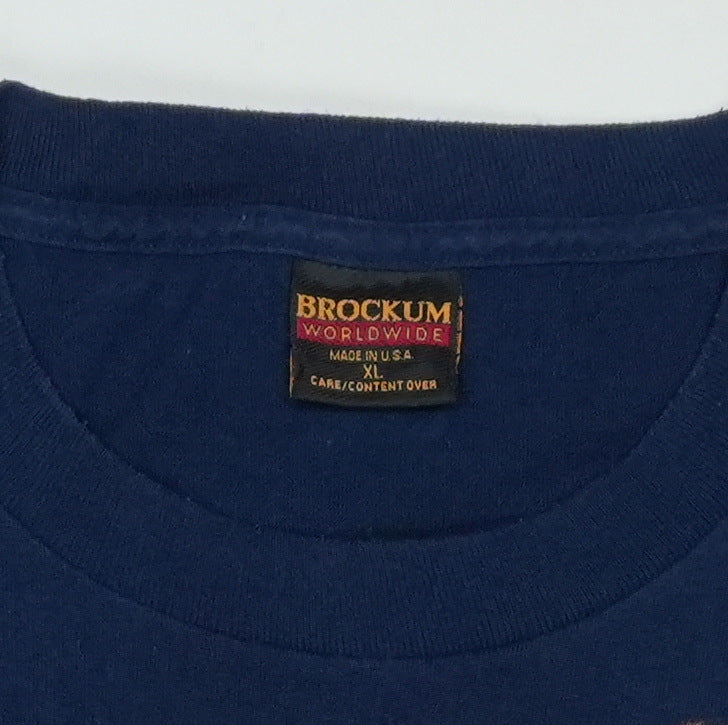 BROCKUM
WORLDWIDE
MADE IN U.S.A
XL
CARE/CONTENT OVER